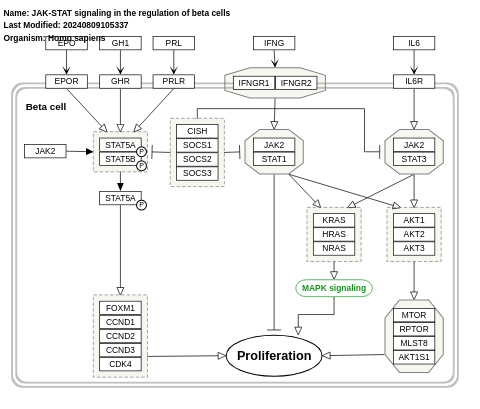 Name: JAK-STAT signaling in the regulation of beta cells
Last Modified: 20240809105337
Organism: Homo sapiens
EPO
GH1
PRL
IFNG
IL6
EPOR
GHR
PRLR
IFNGR1
IFNGR2
IL6R
Beta cell
JAK2
STAT5A
P
STAT5B
P
CISH
SOCS1
SOCS2
SOCS3
JAK2
STAT1
JAK2
STAT3
STAT5A
P
KRAS
HRAS
NRAS
AKT1
AKT2
AKT3
MAPK signaling
FOXM1
CCND1
CCND2
CCND3
CDK4
Proliferation
MTOR
RPTOR
MLST8
AKT1S1